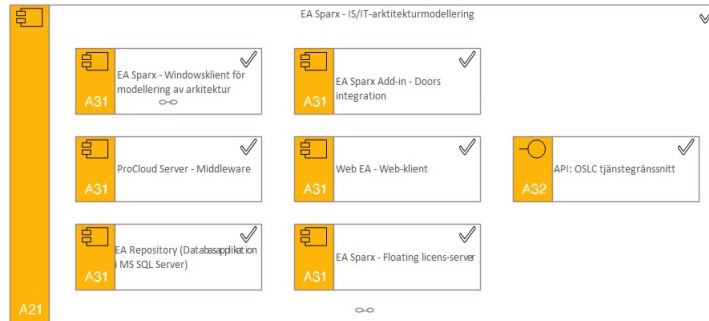 EA Sparx - IS/IT-arktitekturmodellering
EA Sparx - Windowsklient för
modellering av arkitektur
A31
EA Sparx Add-in - Doors
integration
A31
ProCloud Server - Middleware
A31
Web EA - Web-klient
A31
API: OSLC tjänstegränssnitt
A32
EA Repository (Databasapplikation
i MS SQL Server)
A31
EA Sparx - Floating licens-server
A31
A21